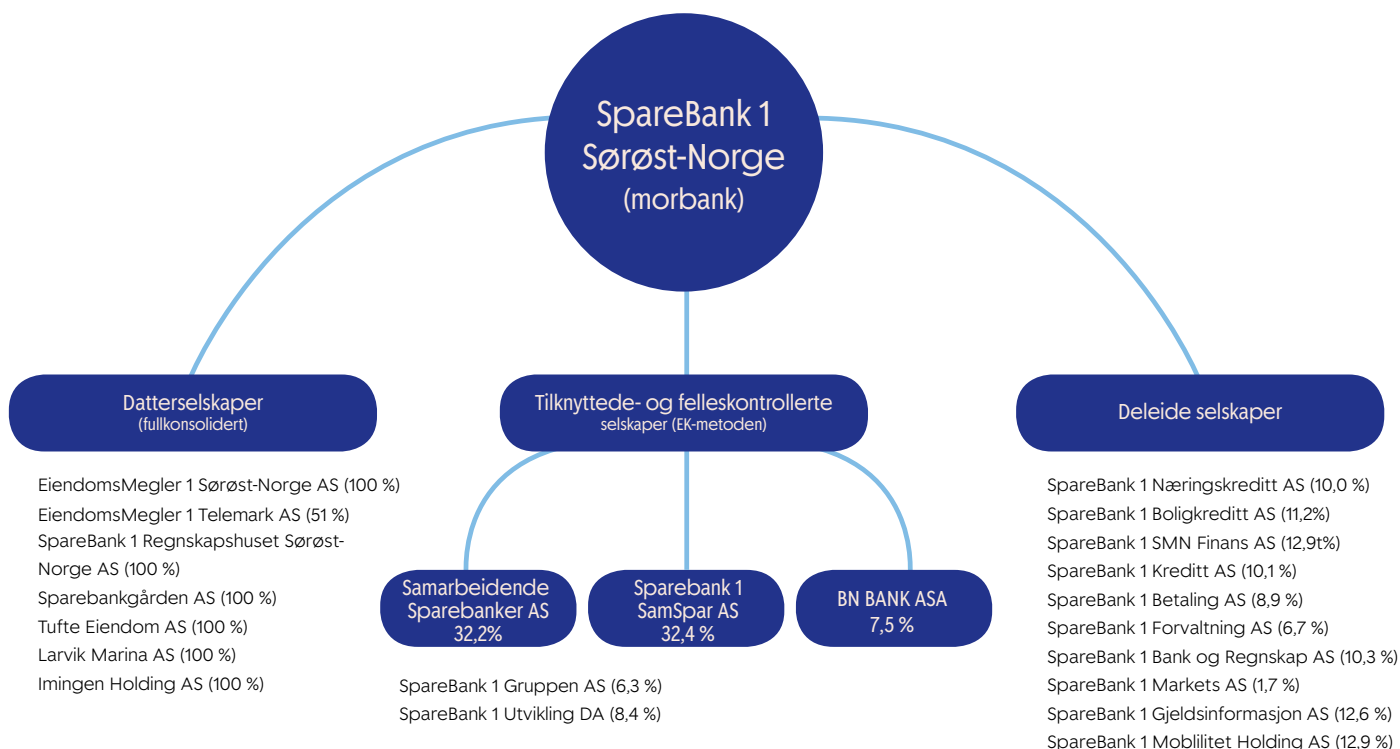 SpareBank 1
Sørøst-Norge
(morbank)
Datterselskaper
(fullkonsolidert)
Tilknyttede- og felleskontrollerte
selskaper (EK-metoden)
Deleide selskaper
EiendomsMegler 1 Sørøst-Norge AS (100 %)
EiendomsMegler 1 Telemark AS (51 %)
SpareBank 1 Regnskapshuset Sørøst-
Norge AS (100 %)
Sparebankgården AS (100 %)
Tufte Eiendom AS (100 %)
Larvik Marina AS (100 %)
Imingen Holding AS (100 %)
Samarbeidende
Sparebanker AS
32,2%
Sparebank 1
SamSpar AS
32,4 %
BN BANK ASA
7,5 %
SpareBank 1 Gruppen AS (6,3 %)
SpareBank 1 Utvikling DA (8,4 %)
SpareBank 1 Næringskreditt AS (10,0 %)
SpareBank 1 Boligkreditt AS (11,2%)
SpareBank 1 SMN Finans AS (12,9t%)
SpareBank 1 Kreditt AS (10,1 %)
SpareBank 1 Betaling AS (8,9 %)
SpareBank 1 Forvaltning AS (6,7 %)
SpareBank 1 Bank og Regnskap AS (10,3 %)
SpareBank 1 Markets AS (1,7 %)
SpareBank 1 Gjeldsinformasjon AS (12,6 %)
SpareBank 1 Moblilitet Holding AS (12,9 %)